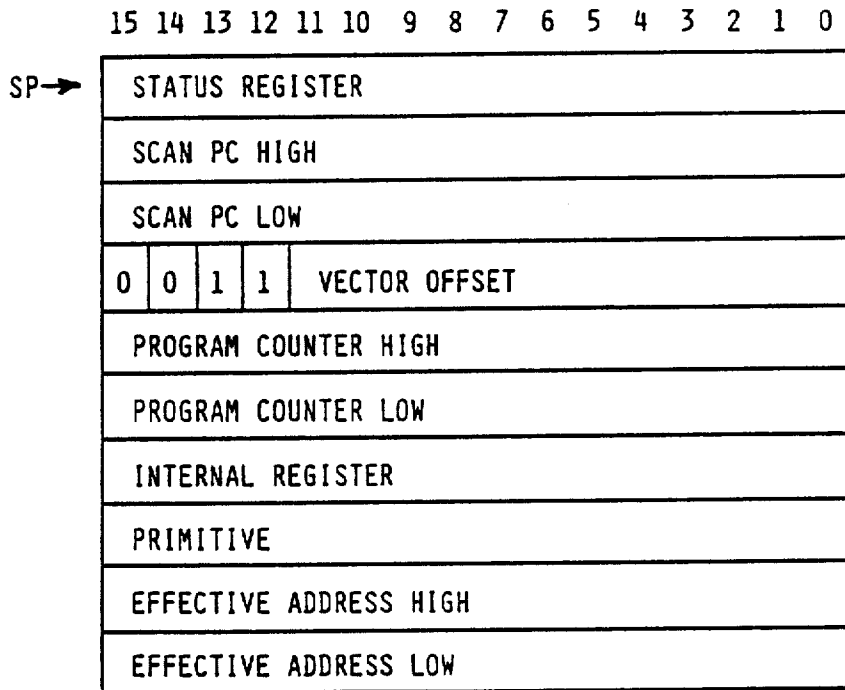 15 14 13 12 11 10 9 8 7 6 5 4 3 2 1 0
SP→ STATUS REGISTER
SCAN PC HIGH
SCAN PC LOW
0 0 1 1 VECTOR OFFSET
PROGRAM COUNTER HIGH
PROGRAM COUNTER LOW
INTERNAL REGISTER
PRIMITIVE
EFFECTIVE ADDRESS HIGH
EFFECTIVE ADDRESS LOW